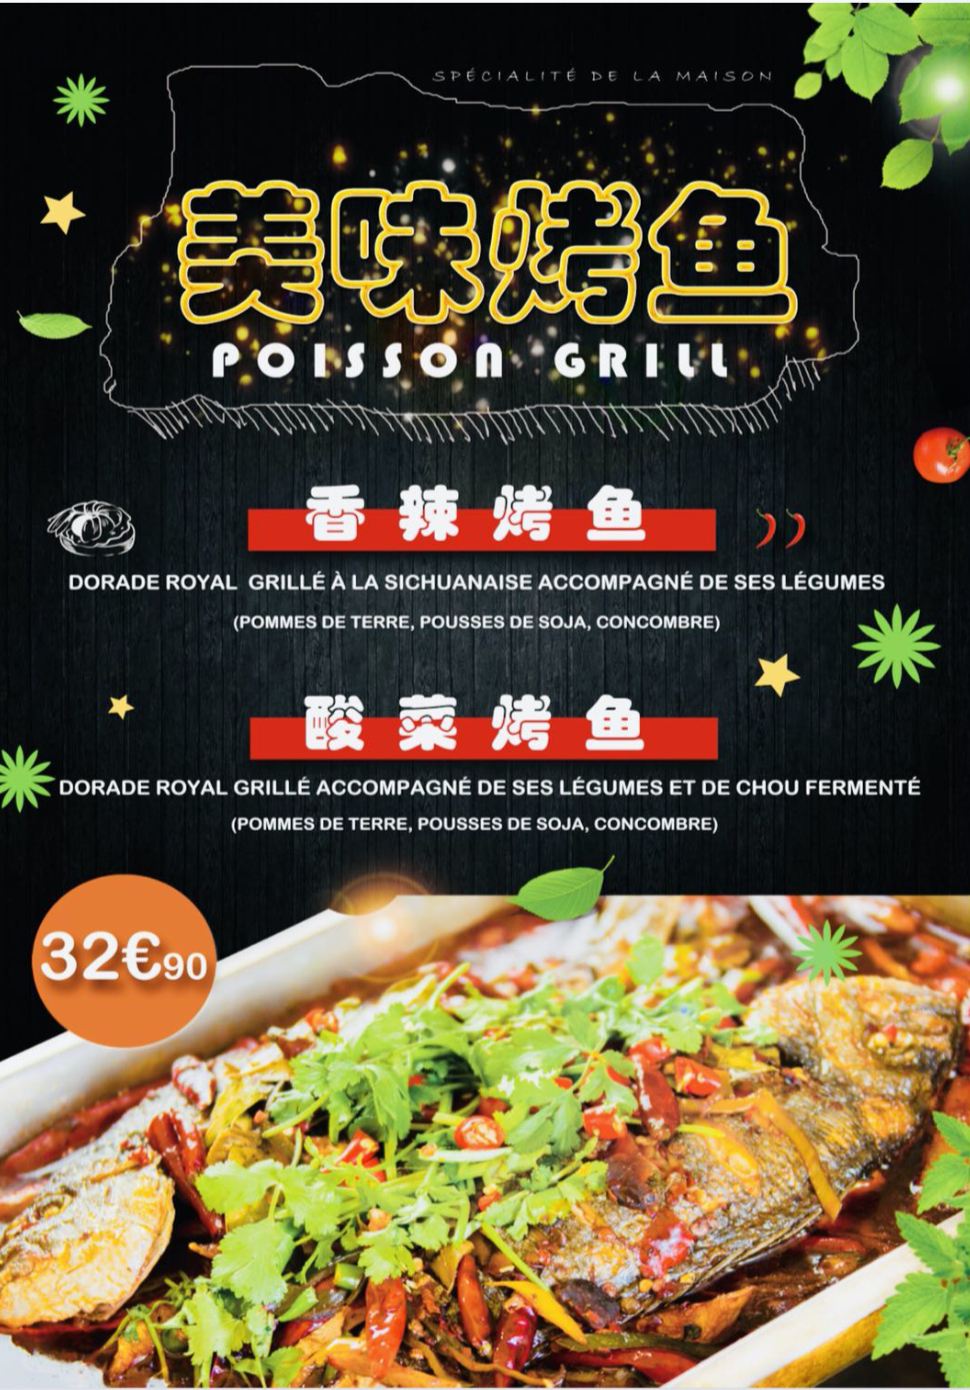 SPÉCIALITÉ DE LA MAISON
美味烤鱼
POISSON GRILL
香辣烤鱼
DORADE ROYAL GRILLÉ À LA SICHUANAISE ACCOMPAGNÉ DE SES LÉGUMES
(POMMES DE TERRE, POUSSES DE SOJA, CONCOMBRE)
酸菜烤鱼
DORADE ROYAL GRILLÉ ACCOMPAGNÉ DE SES LÉGUMES ET DE CHOU FERMENTÉ
(POMMES DE TERRE, POUSSES DE SOJA, CONCOMBRE)
32€90